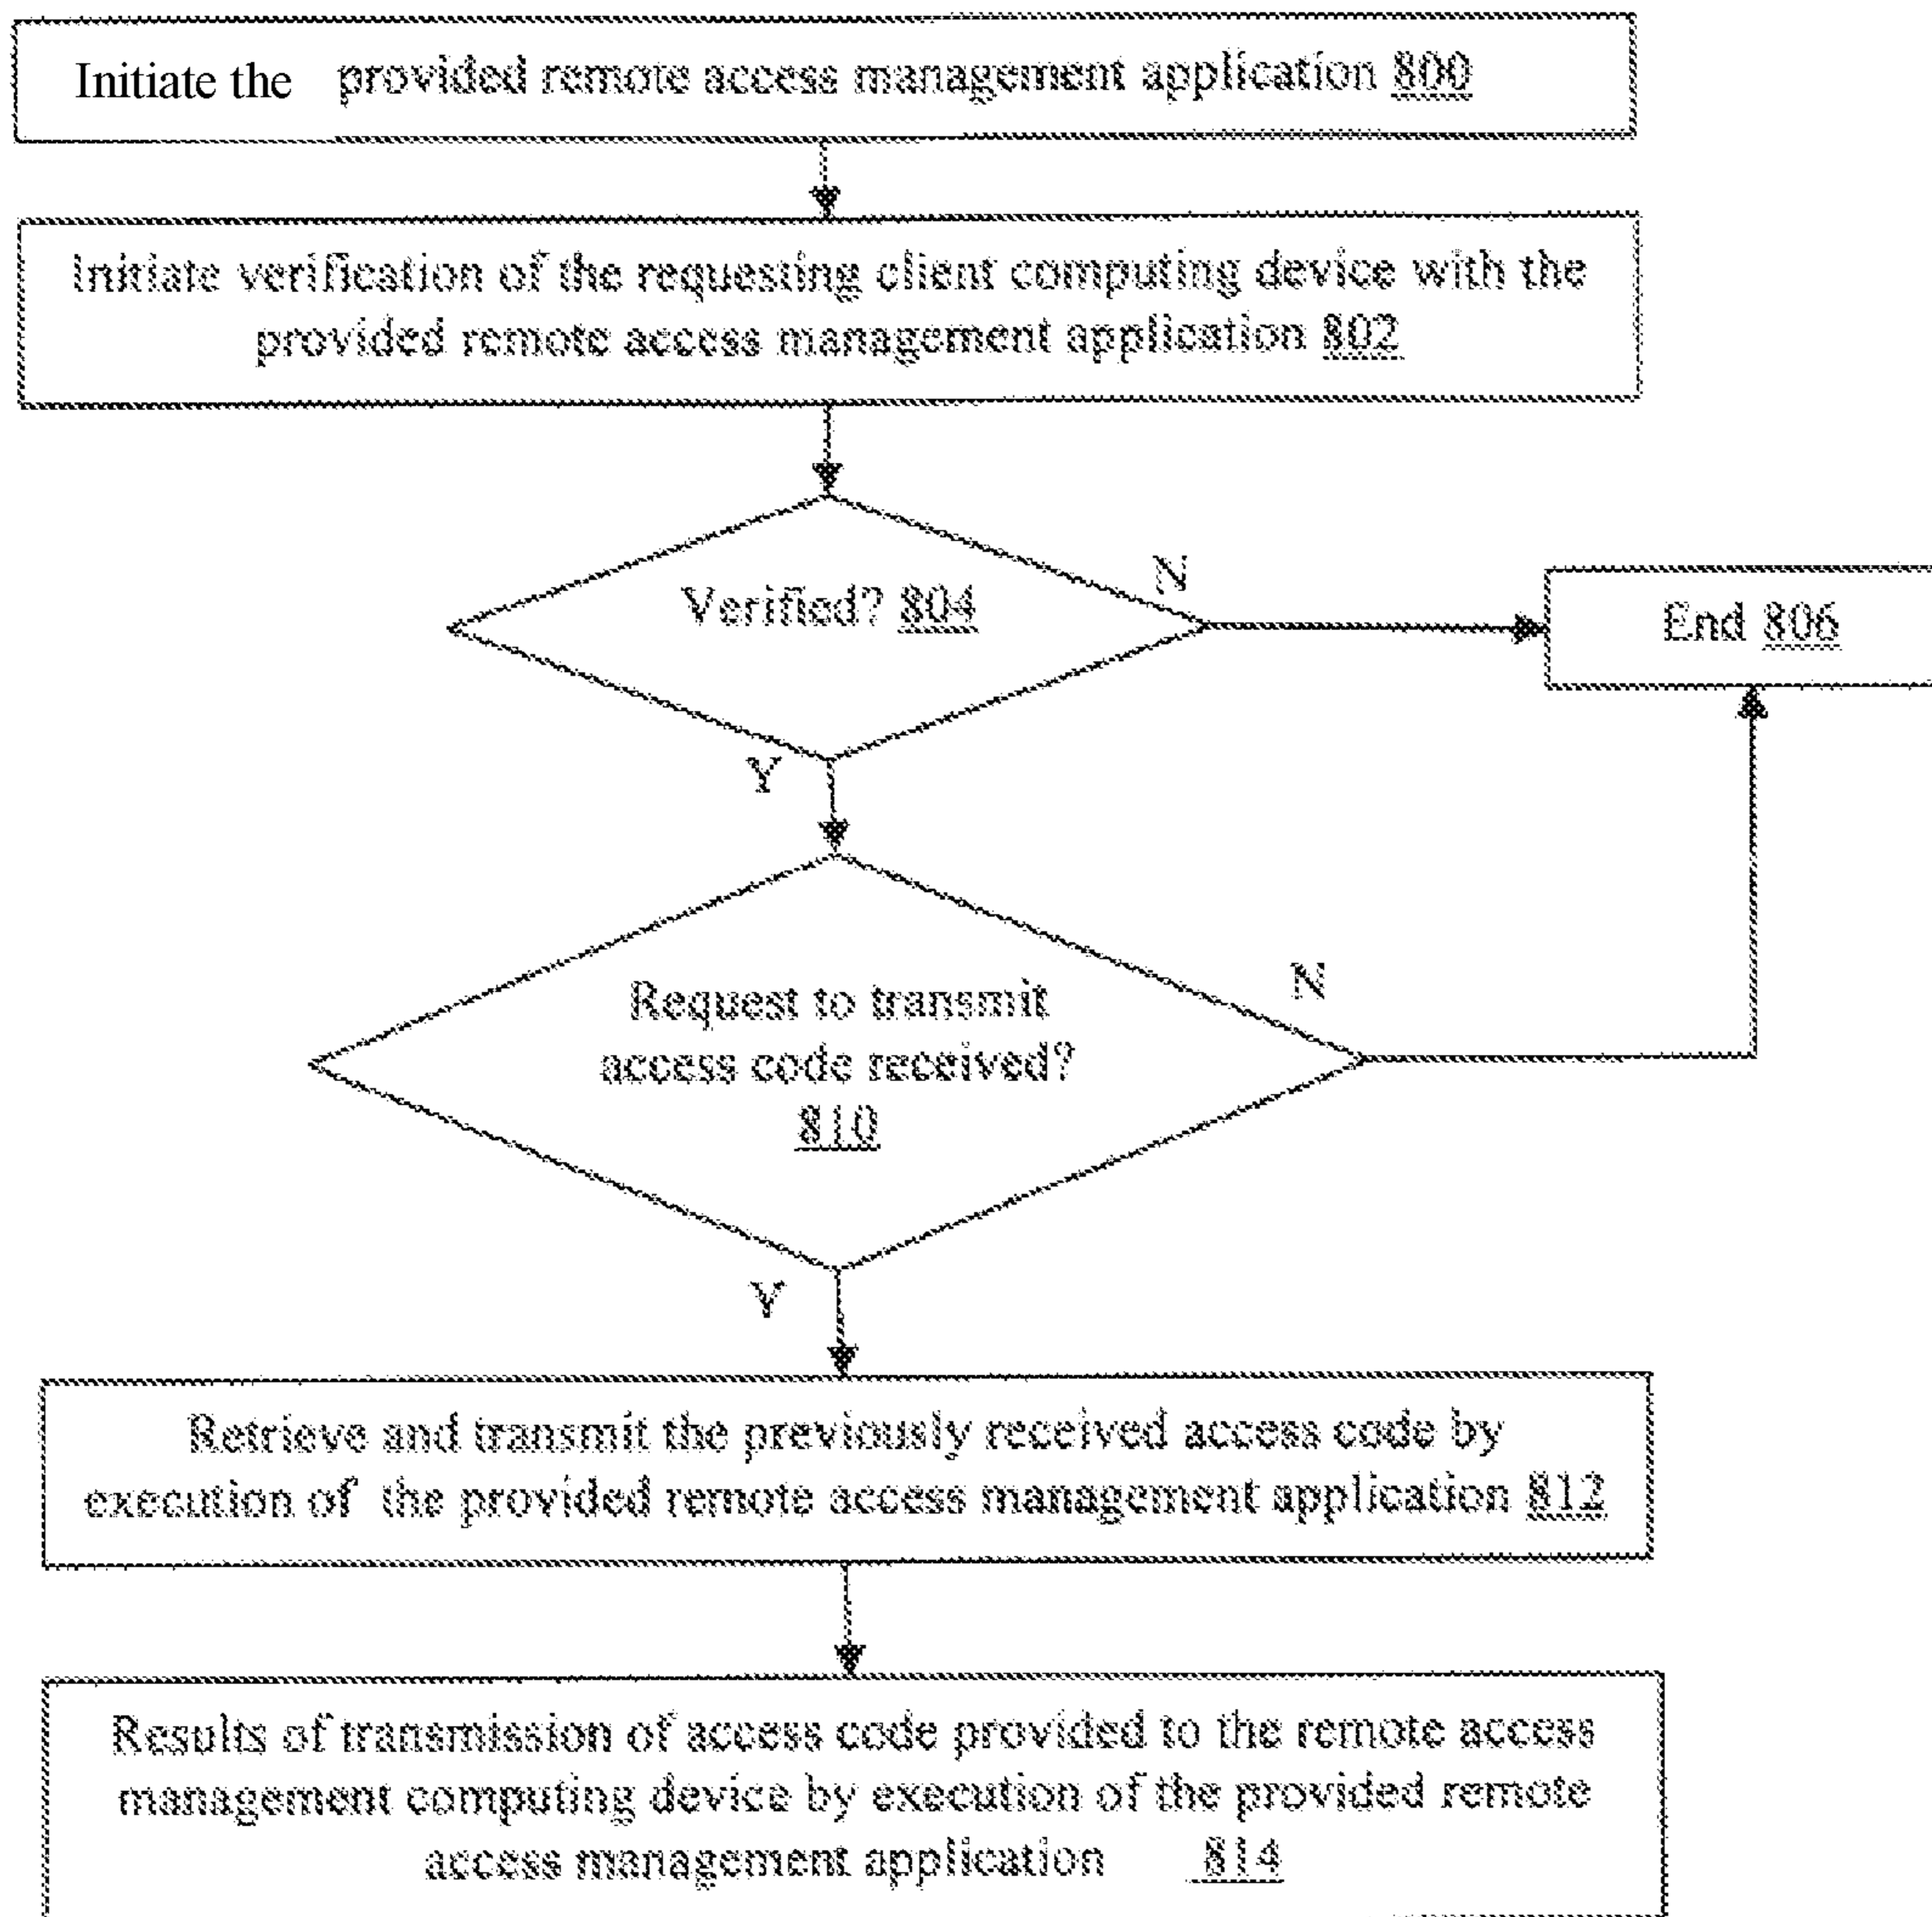 Initiate the provided remote access management application 800
Initiate verification of the requesting client computing device with the
provided remote access management application 802
N
Verified? 804
End 806
Y
N
Request to transmit
access code received?
810
Y
Retrieve and transmit the previously received access code by
execution of the provided remote access management application 812
Results of transmission of access code provided to the remote access
management computing device by execution of the provided remote
access management application 814